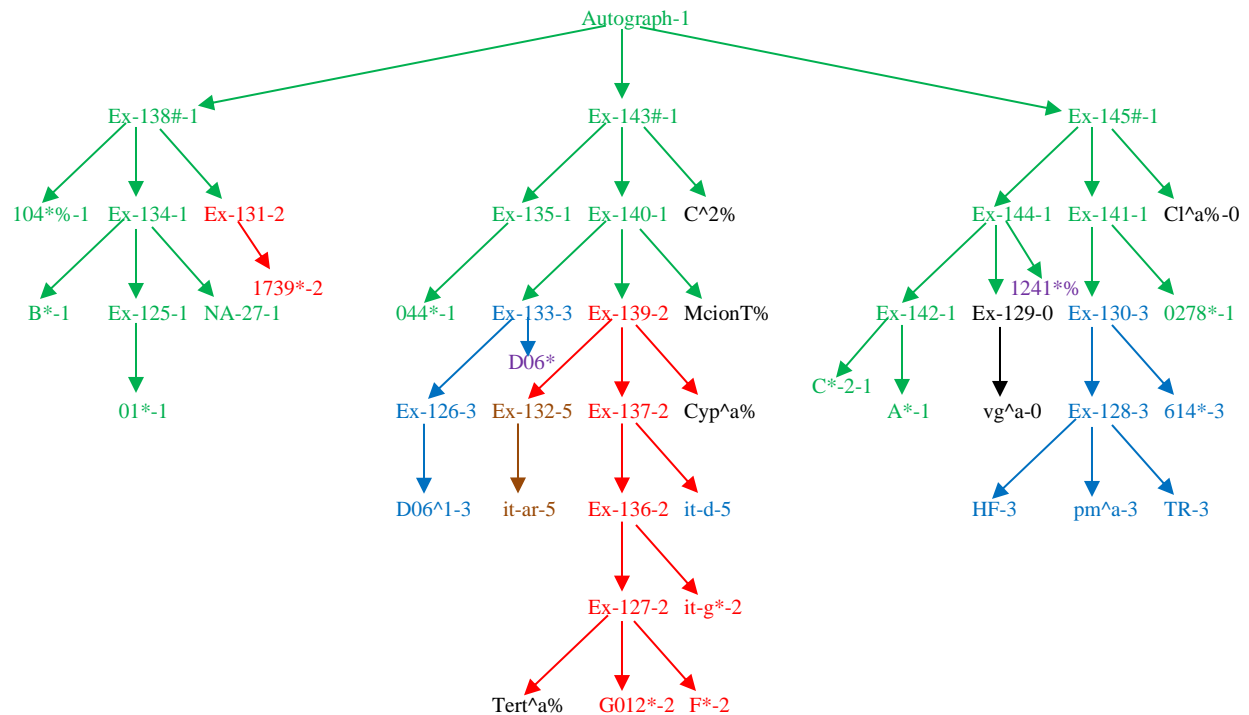 Autograph-1
Ex-138#-1 Ex-143#-1 Ex-145#-1
104*%-1 Ex-134-1 Ex-131-2 Ex-135-1 Ex-140-1 C^2% Ex-144-1 Ex-141-1 Cl^a%-0
1739*-2 1241*%
B*-1 Ex-125-1 NA-27-1 044*-1 Ex-133-3 Ex-139-2 McionT% Ex-142-1 Ex-129-0 Ex-130-3 0278*-1
D06*
C*-2-1
01*-1 Ex-126-3 Ex-132-5 Ex-137-2 Cyp^a% A*-1 vg^a-0 Ex-128-3 614*-3
D06^1-3 it-ar-5 Ex-136-2 it-d-5 HF-3 pm^a-3 TR-3
Ex-127-2 it-g*-2
Tert^a% G012*-2 F*-2